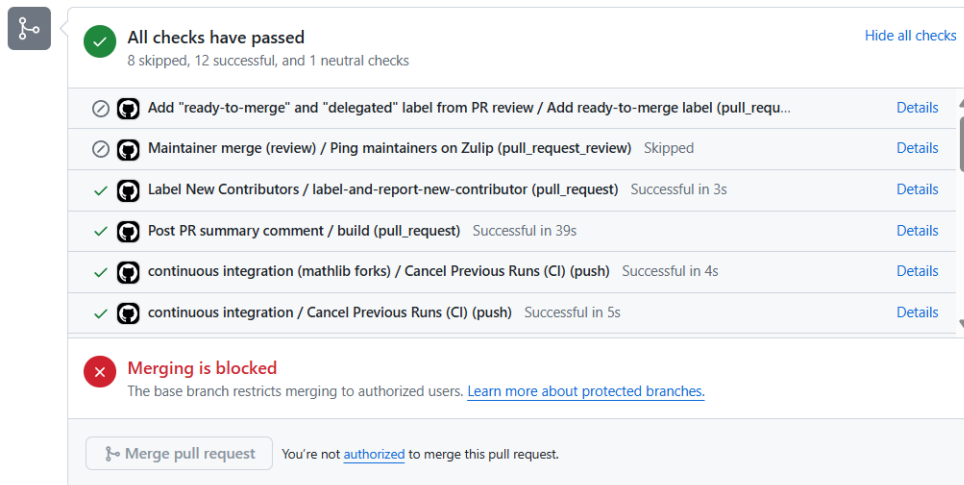 All checks have passed
Hide all checks
8 skipped, 12 successful, and 1 neutral checks
Add "ready-to-merge" and "delegated" label from PR review / Add ready-to-merge label (pull_requ... Details
Maintainer merge (review) / Ping maintainers on Zulip (pull_request_review) Skipped Details
Label New Contributors / label-and-report-new-contributor (pull_request) Successful in 3s Details
Post PR summary comment / build (pull_request) Successful in 39s Details
continuous integration (mathlib forks) / Cancel Previous Runs (CI) (push) Successful in 4s Details
continuous integration / Cancel Previous Runs (CI) (push) Successful in 5s Details
Merging is blocked
The base branch restricts merging to authorized users. Learn more about protected branches.
Merge pull request You're not authorized to merge this pull request.